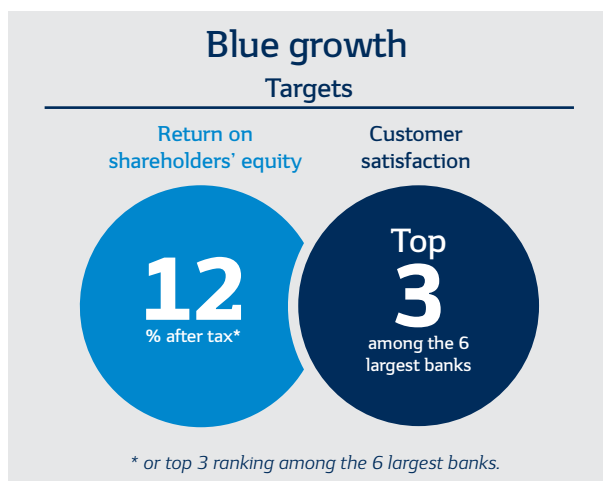 Blue growth
Targets
Return on
shareholders' equity
Customer
satisfaction
12
% after tax*
Top
3
among the 6
largest banks
* or top 3 ranking among the 6 largest banks.